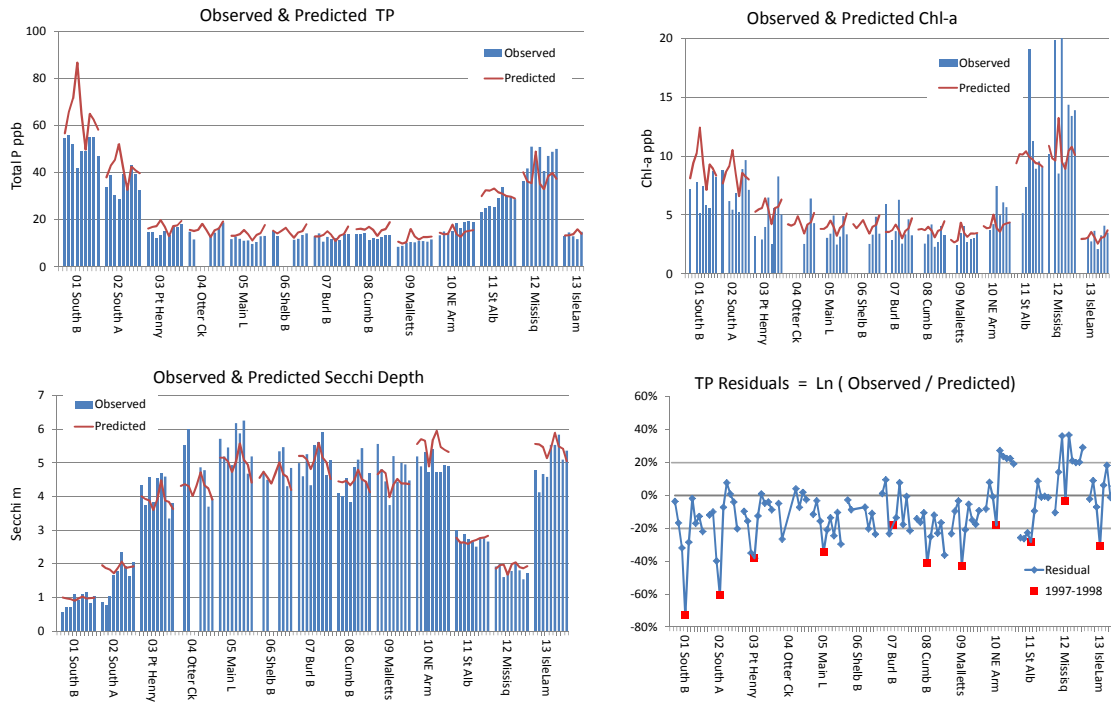 Observed & Predicted TP
100
80
60
40
20
0
Total P ppb
Observed
Predicted
01 South B
02 South A
03 Pt Henry
04 Otter Ck
05 Main L
06 Shelb B
07 Burl B
08 Cumb B
09 Malletts
10 NE Arm
11 St Alb
12 Missisq
13 IsleLam
Observed & Predicted Chl-a
20
15
10
5
0
Chl-a ppb
Observed
Predicted
01 South B
02 South A
03 Pt Henry
04 Otter Ck
05 Main L
06 Shelb B
07 Burl B
08 Cumb B
09 Malletts
10 NE Arm
11 St Alb
12 Missisq
13 IsleLam
Observed & Predicted Secchi Depth
7
6
5
4
3
2
1
0
Secchi m
Observed
Predicted
01 South B
02 South A
03 Pt Henry
04 Otter Ck
05 Main L
06 Shelb B
07 Burl B
08 Cumb B
09 Malletts
10 NE Arm
11 St Alb
12 Missisq
13 IsleLam
TP Residuals = Ln ( Observed / Predicted)
60%
40%
20%
0%
-20%
-40%
-60%
-80%
Residual
1997-1998
01 South B
02 South A
03 Pt Henry
04 Otter Ck
05 Main L
06 Shelb B
07 Burl B
08 Cumb B
09 Malletts
10 NE Arm
11 St Alb
12 Missisq
13 IsleLam